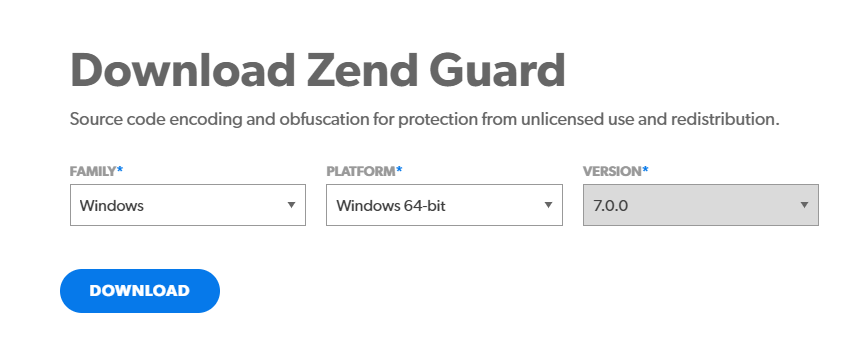 Download Zend Guard
Source code encoding and obfuscation for protection from unlicensed use and redistribution.
FAMILY* PLATFORM* VERSION*
Windows Windows 64-bit 7.0.0
DOWNLOAD